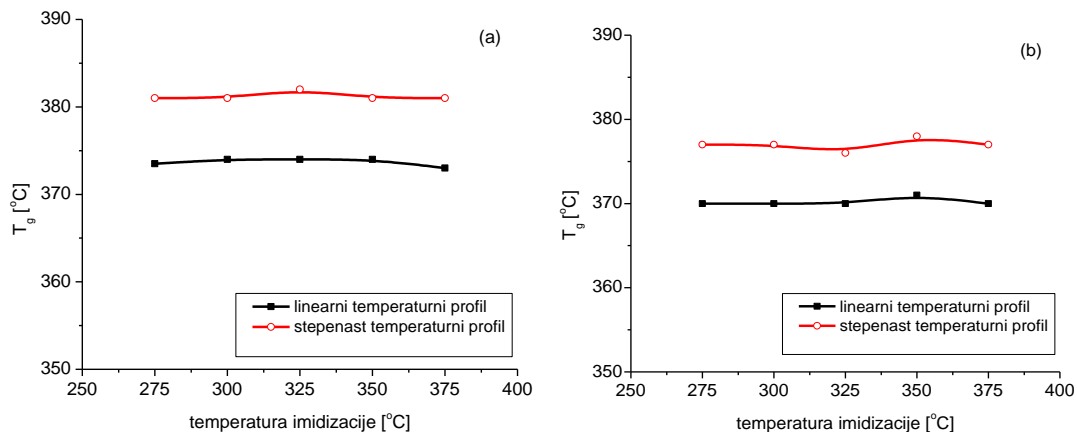 (a)
390
380
370
360
350
T_g [°C]
linearni temperaturni profil
stepenast temperaturni profil
250 275 300 325 350 375 400
temperatura imidizacije [°C]
(b)
390
380
370
360
350
T_g [°C]
linearni temperaturni profil
stepenast temperaturni profil
250 275 300 325 350 375 400
temperatura imidizacije [°C]